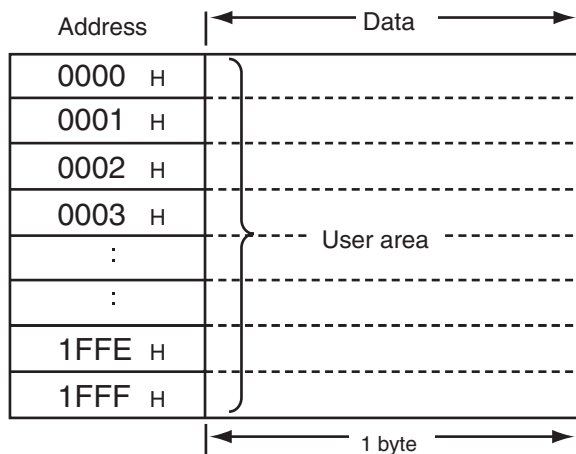 Address Data
0000 H
0001 H
0002 H
0003 H
User area
:
:
1FFE H
1FFF H
1 byte